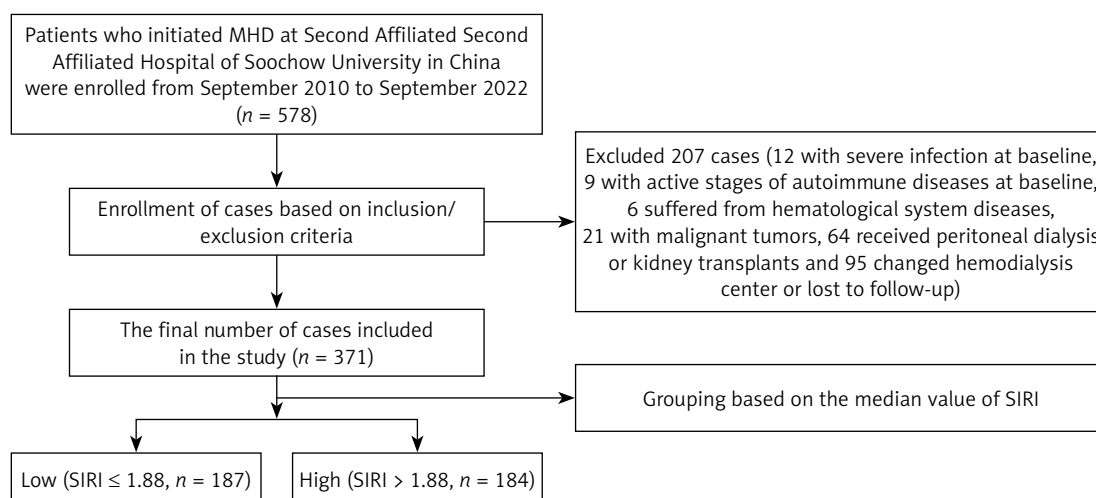 Patients who initiated MHD at Second Affiliated Second
Affiliated Hospital of Soochow University in China
were enrolled from September 2010 to September 2022
(n = 578)
Excluded 207 cases (12 with severe infection at baseline,
9 with active stages of autoimmune diseases at baseline,
6 suffered from hematological system diseases,
21 with malignant tumors, 64 received peritoneal dialysis
or kidney transplants and 95 changed hemodialysis
center or lost to follow-up)
Enrollment of cases based on inclusion/
exclusion criteria
The final number of cases included
in the study (n = 371)
Grouping based on the median value of SIRI
Low (SIRI ≤ 1.88, n = 187)
High (SIRI > 1.88, n = 184)